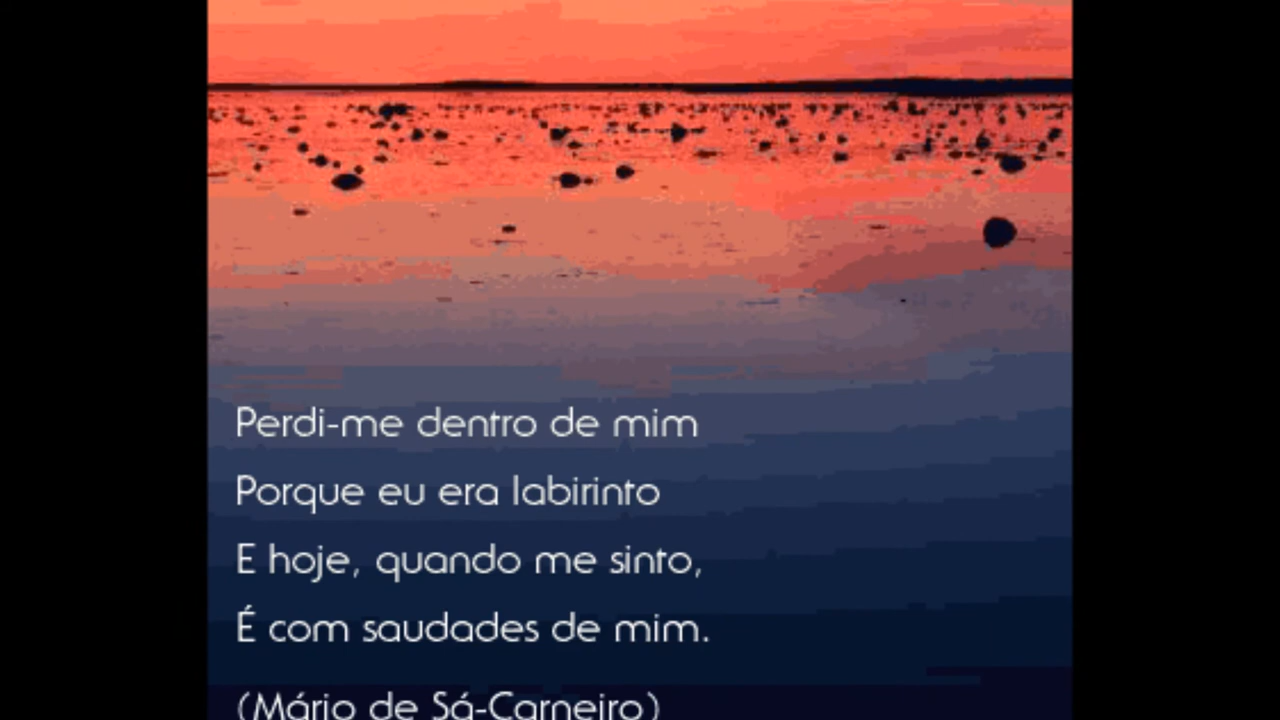 Perdi-me dentro de mim
Porque eu era labirinto
E hoje, quando me sinto,
É com saudades de mim.
(Mário de Sá-Carneiro)